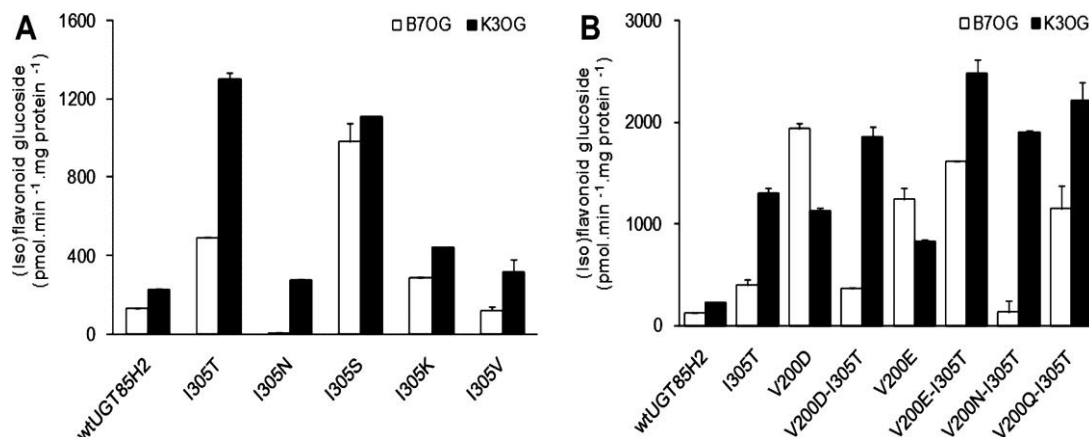 A
B7OG K3OG
(Iso)flavonoid glucoside
(pmol.min -1.mg protein -1)
1600
1200
800
400
0
wtUGT85H2
I305T
I305N
I305S
I305K
I305V
B
B7OG K3OG
(Iso)flavonoid glucoside
(pmol.min -1.mg protein -1)
3000
2000
1000
0
wtUGT85H2
I305T
V200D
V200D-I305T
V200E
V200E-I305T
V200N-I305T
V200Q-I305T